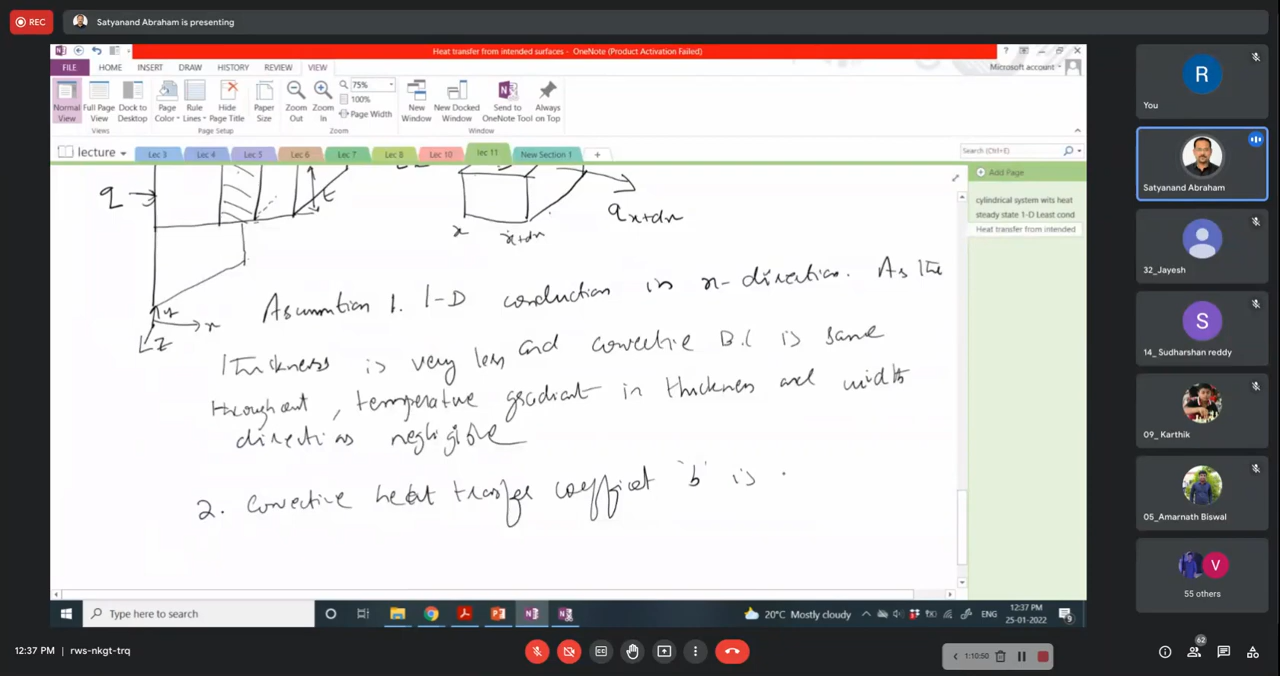 REC
Satyanand Abraham is presenting
Heat transfer from intended surfaces - OneNote (Product Activation Failed)
FILE HOME INSERT DRAW HISTORY REVIEW VIEW
Microsoft account
Normal View
Full Page View
Dock to Desktop
Page Color
Rule Lines
Hide Page Title
Paper Size
Zoom Out
Zoom In
75%
100%
Page Width
New Window
New Docked Window
Send to OneNote Tool
Always on Top
Views
Page Setup
Zoom
Window
lecture
Lec 3 Lec 4 Lec 5 Lec 6 Lec 7 Lec 8 Lec 10 lec 11 New Section 1
Search (Ctrl+E)
Add Page
cylindrical system wits heat
steady state 1-D Least cond
Heat transfer from intended
q
t
x
x+dx
qx+dx
y
x
z
Assumtion 1. 1-D conduction in x-direction. As the
thickness is very less and convective B.C is same
throughout, temperature gradient in thickness and width
directions negligible
2. Convective heat transfer coefficient 'h' is
Type here to search
20°C Mostly cloudy
ENG
12:37 PM
25-01-2022
9
R
You
Satyanand Abraham
32_Jayesh
S
14_ Sudharshan reddy
09_ Karthik
05_Amarnath Biswal
V
55 others
12:37 PM | rws-nkgt-trq
1:10:50
62